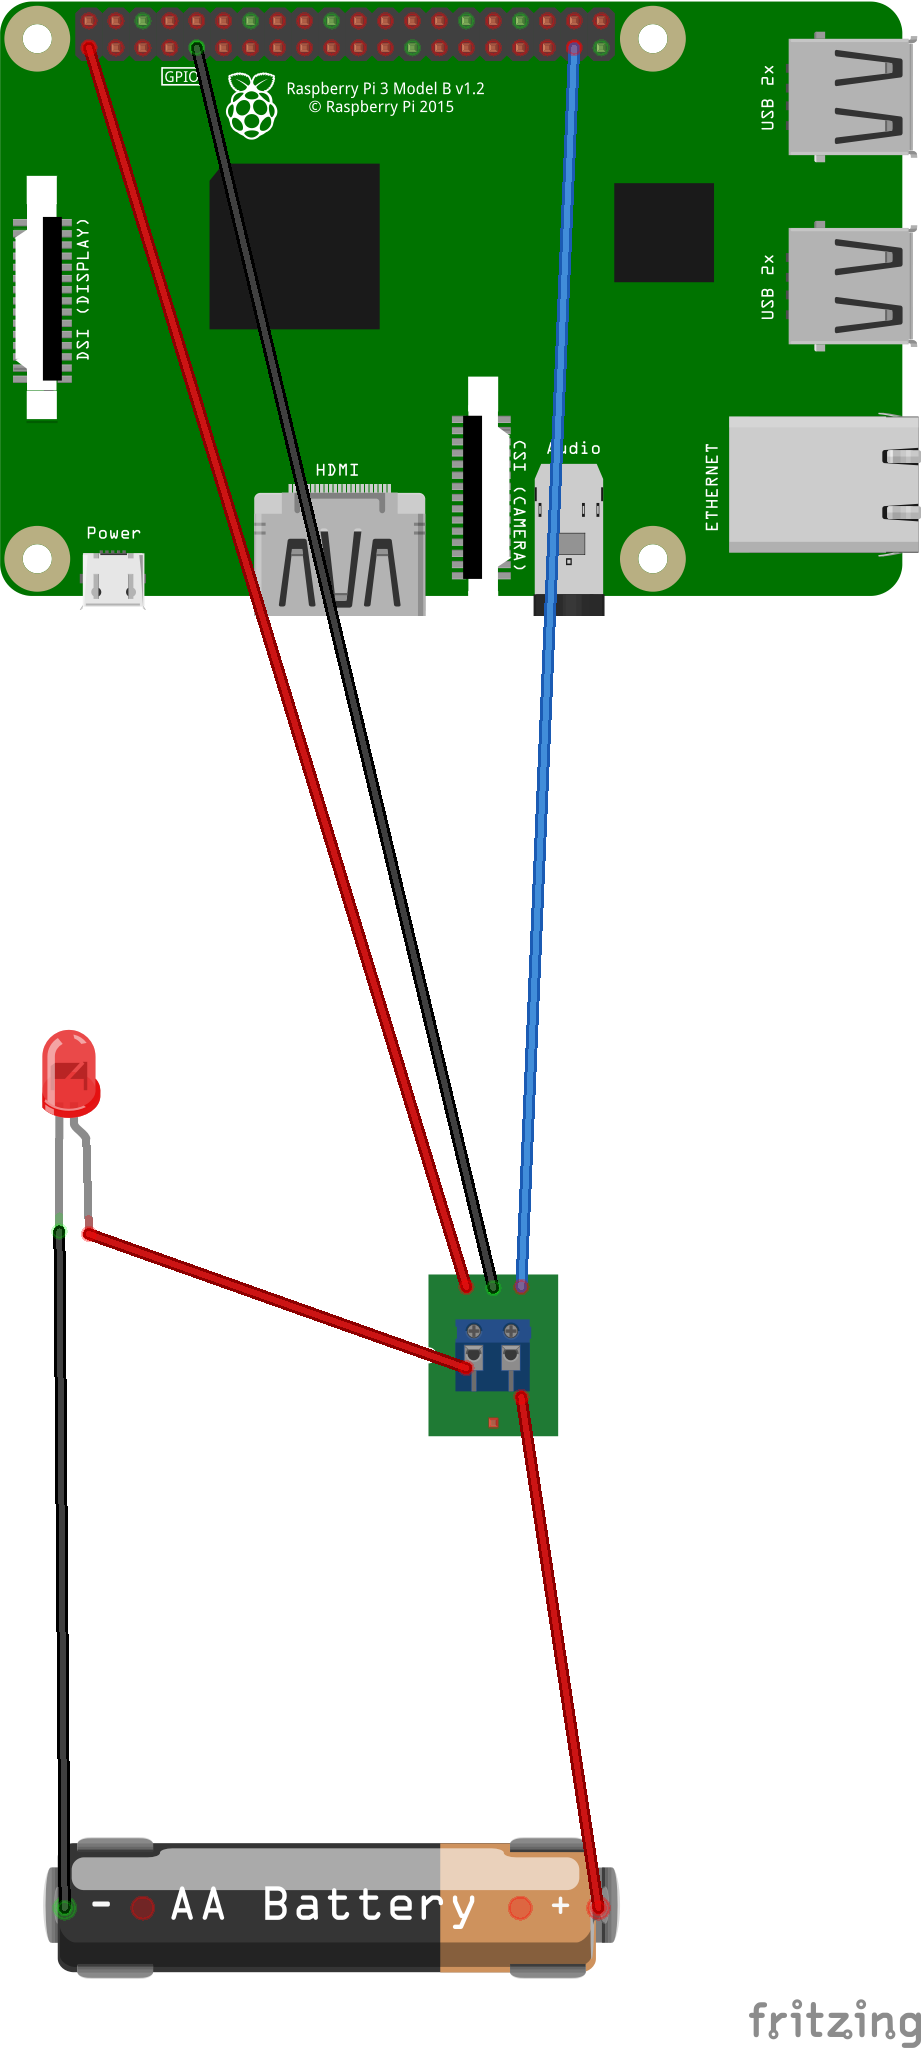 GPIO
Raspberry Pi 3 Model B v1.2
© Raspberry Pi 2015
USB 2x
DSI (DISPLAY)
USB 2x
Audio
ETHERNET
CSI (CAMERA)
HDMI
Power
- AA Battery +
fritzing